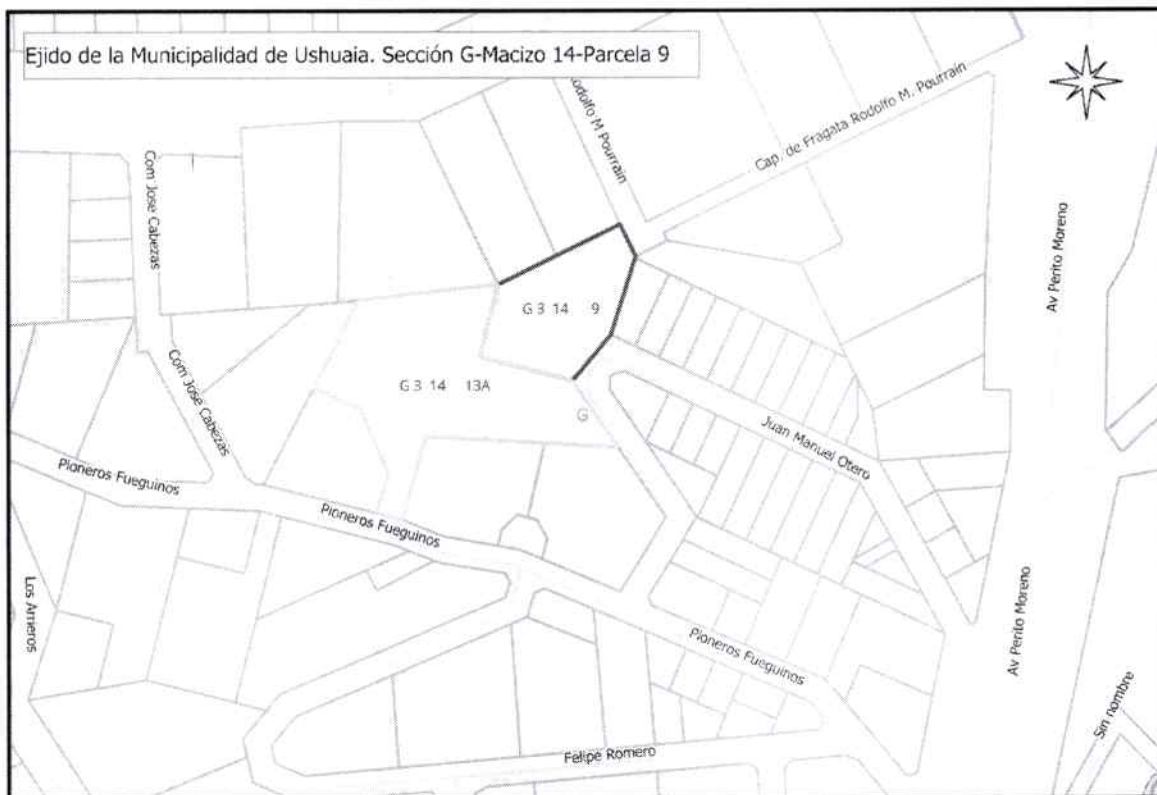 Ejido de la Municipalidad de Ushuaia. Sección G-Macizo 14-Parcela 9
Rodolfo M Pourrain
Cap. de Fragata Rodolfo M. Pourrain
Com Jose Cabezas
Av Perito Moreno
G 3 14 9
Com Jose Cabezas
G 3 14 13A
G
Juan Manuel Otero
Pioneros Fueguinos
Pioneros Fueguinos
Los Arrieros
Av Perito Moreno
Pioneros Fueguinos
Felipe Romero
Sin nombre